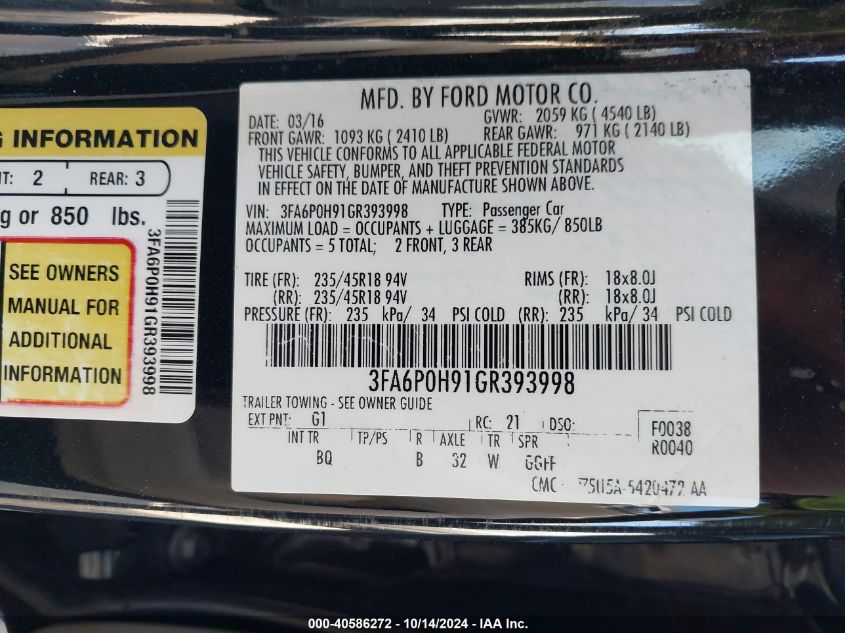 G INFORMATION
NT: 2 REAR: 3
g or 850 lbs.
SEE OWNERS
MANUAL FOR
ADDITIONAL
INFORMATION
3FA6P0H91GR393998
MFD. BY FORD MOTOR CO.
DATE: 03/16 GVWR: 2059 KG ( 4540 LB)
FRONT GAWR: 1093 KG ( 2410 LB) REAR GAWR: 971 KG ( 2140 LB)
THIS VEHICLE CONFORMS TO ALL APPLICABLE FEDERAL MOTOR
VEHICLE SAFETY, BUMPER, AND THEFT PREVENTION STANDARDS
IN EFFECT ON THE DATE OF MANUFACTURE SHOWN ABOVE.
VIN: 3FA6P0H91GR393998 TYPE: Passenger Car
MAXIMUM LOAD = OCCUPANTS + LUGGAGE = 385KG/ 850LB
OCCUPANTS = 5 TOTAL; 2 FRONT, 3 REAR
TIRE (FR): 235/45R18 94V RIMS (FR): 18x8.0J
(RR): 235/45R18 94V (RR): 18x8.0J
PRESSURE (FR): 235 kPa/ 34 PSI COLD (RR): 235 kPa/ 34 PSI COLD
3FA6P0H91GR393998
TRAILER TOWING - SEE OWNER GUIDE
EXT PNT: G1 RC: 21 DSO: F0038
INT TR TP/PS R AXLE TR SPR R0040
BQ B 32 W GGFF
CMC 5420472 AA
000-40586272 - 10/14/2024 - IAA Inc.